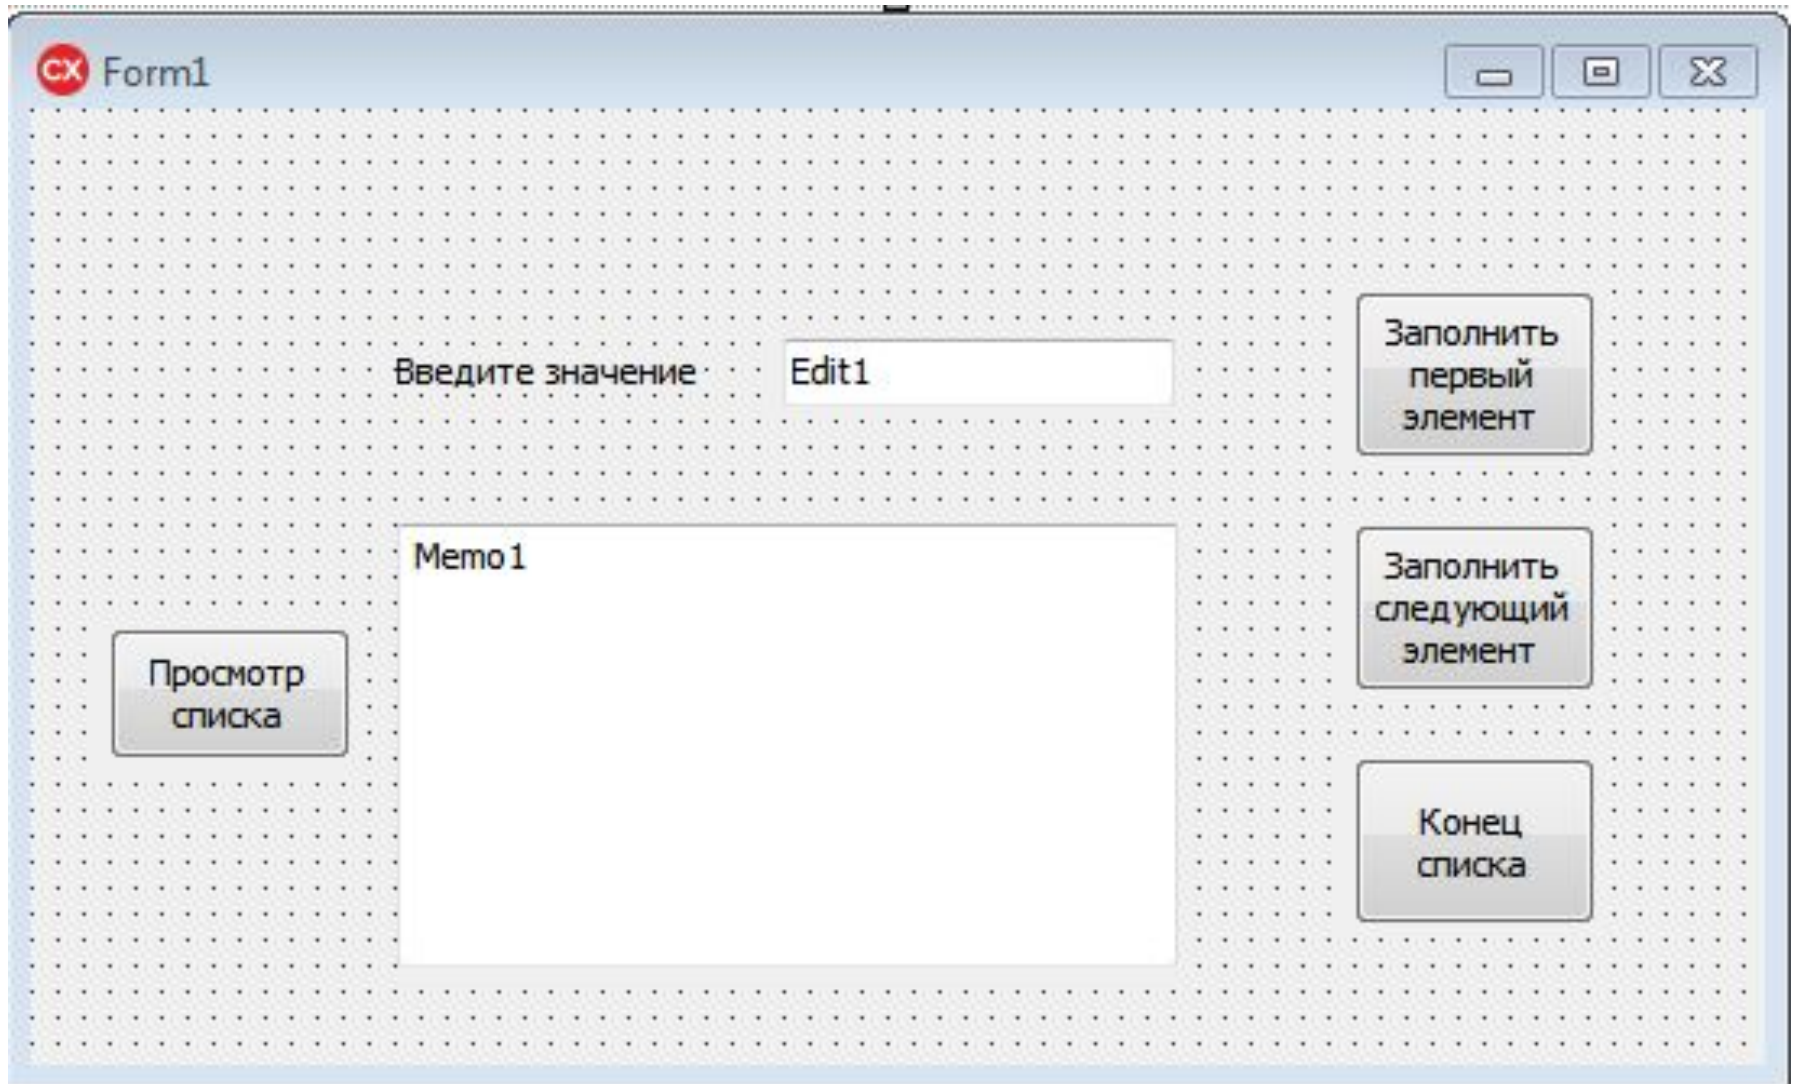 CX Form1
Введите значение
Edit1
Заполнить
первый
элемент
Memo1
Заполнить
следующий
элемент
Просмотр
списка
Конец
списка